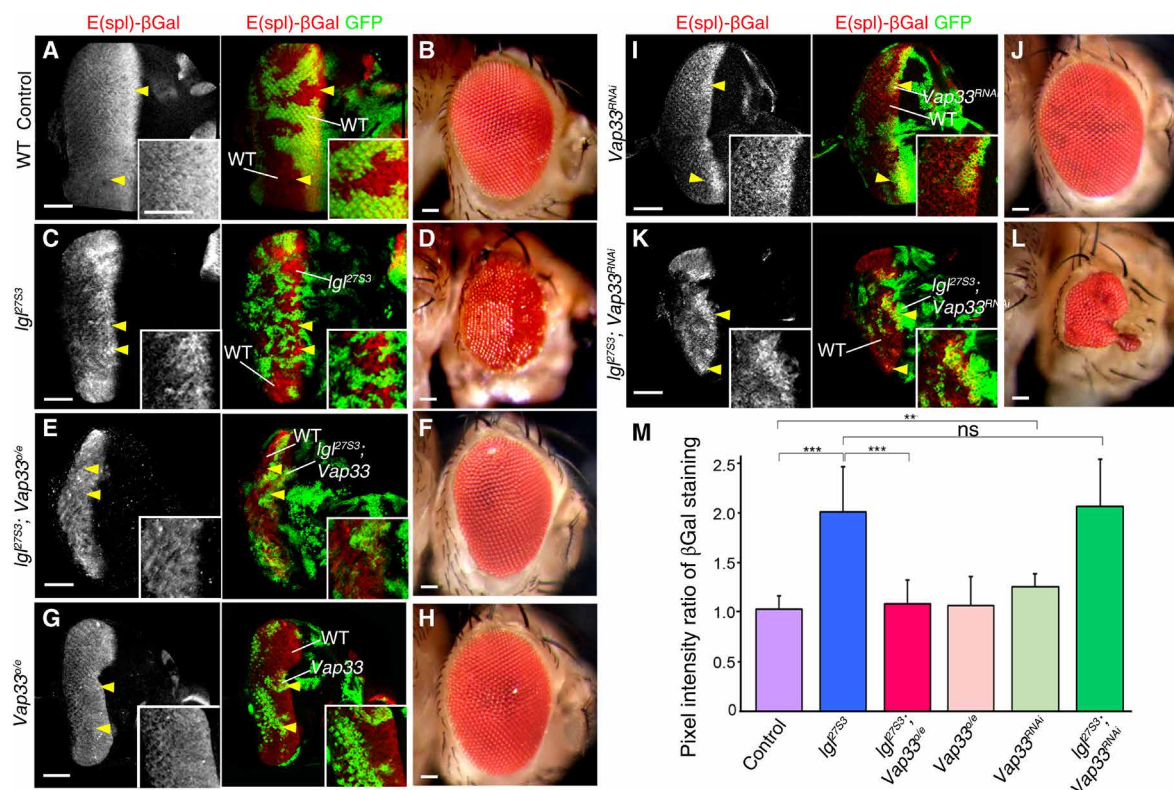 E(spl)-βGal
E(spl)-βGal GFP
A
WT Control
WT
WT
B
C
lgl27S3
lgl27S3
WT
D
E
lgl27S3; Vap33o/e
WT
lgl27S3;
Vap33
F
G
Vap33o/e
WT
Vap33
H
E(spl)-βGal
E(spl)-βGal GFP
I
Vap33RNAi
Vap33RNAi
WT
J
K
lgl27S3; Vap33RNAi
lgl27S3;
Vap33RNAi
WT
L
M
**
ns
***
***
Pixel intensity ratio of βGal staining
2.5
2.0
1.5
1.0
0.5
0
Control
lgl27S3
lgl27S3;
Vap33o/e
Vap33o/e
Vap33RNAi
lgl27S3;
Vap33RNAi